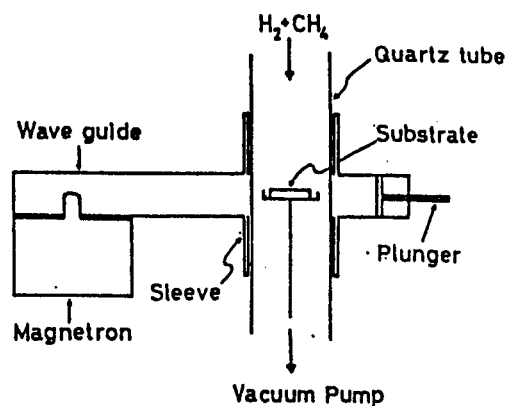 H₂+CH₄
Quartz tube
Wave guide
Substrate
Plunger
Sleeve
Magnetron
Vacuum Pump